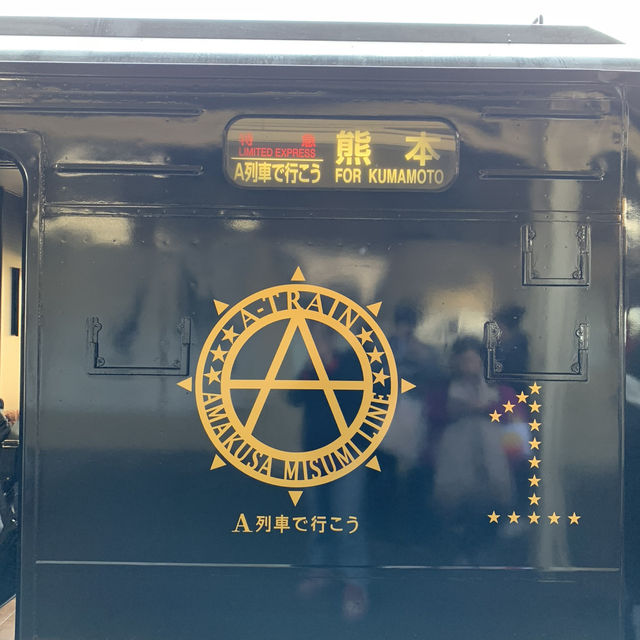 特 急
LIMITED EXPRESS
A列車で行こう
熊 本
FOR KUMAMOTO
A-TRAIN
A
AMAKUSA MISUMI LINE
A列車で行こう
1